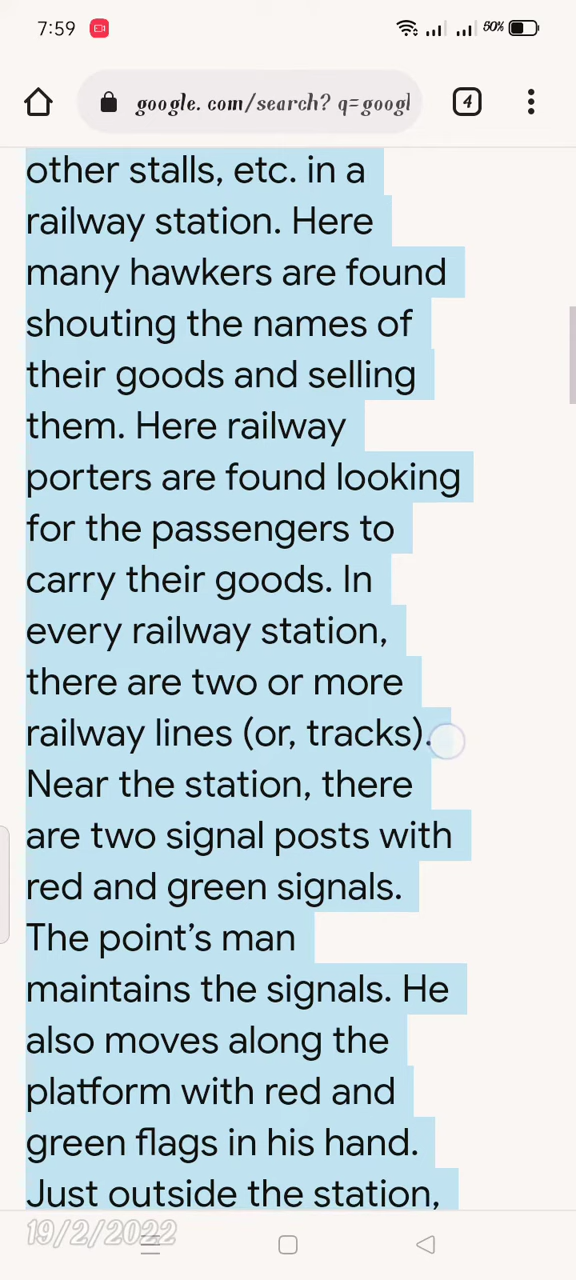 7:59
50%
google. com/search? q=googl
4
other stalls, etc. in a
railway station. Here
many hawkers are found
shouting the names of
their goods and selling
them. Here railway
porters are found looking
for the passengers to
carry their goods. In
every railway station,
there are two or more
railway lines (or, tracks).
Near the station, there
are two signal posts with
red and green signals.
The point’s man
maintains the signals. He
also moves along the
platform with red and
green flags in his hand.
Just outside the station,
19/2/2022